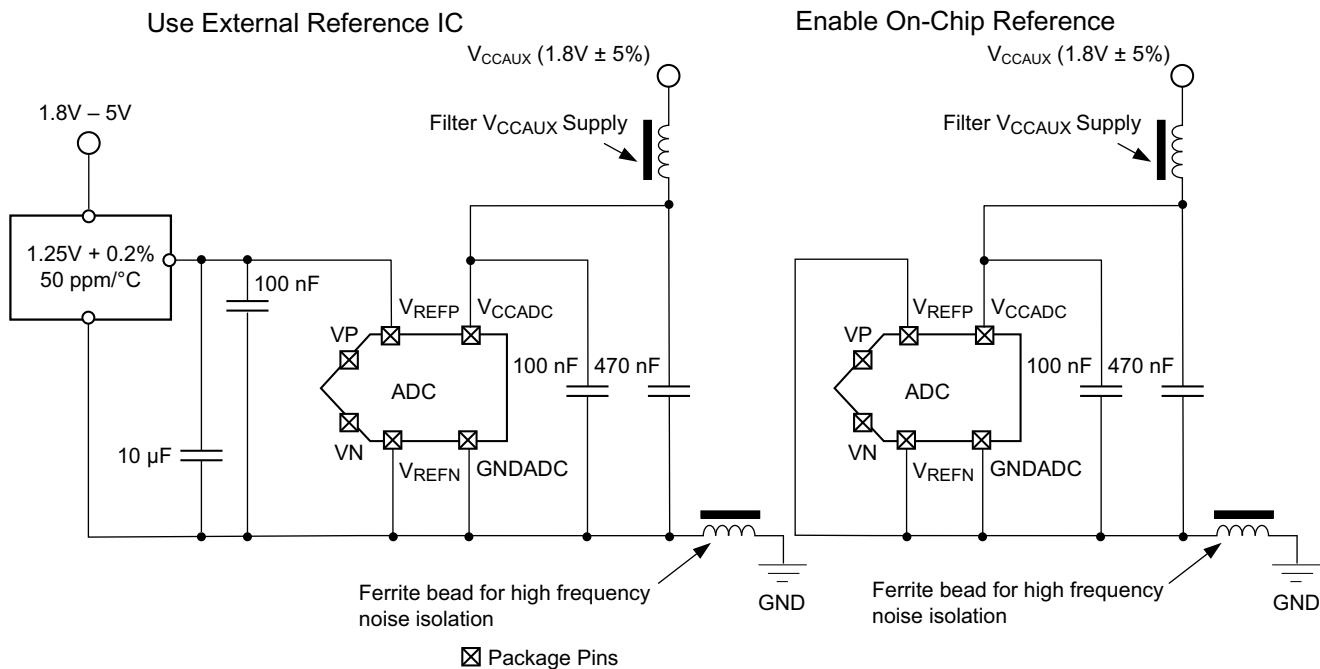 Use External Reference IC
Enable On-Chip Reference
VCCAUX (1.8V ± 5%)
1.8V – 5V
Filter VCCAUX Supply
1.25V + 0.2%
50 ppm/°C
100 nF
10 µF
VREFP
VCCADC
VP
ADC
VN
VREFN
GNDADC
100 nF
470 nF
Ferrite bead for high frequency
noise isolation
GND
VCCAUX (1.8V ± 5%)
Filter VCCAUX Supply
VREFP
VCCADC
VP
ADC
VN
VREFN
GNDADC
100 nF
470 nF
Ferrite bead for high frequency
noise isolation
GND
Package Pins